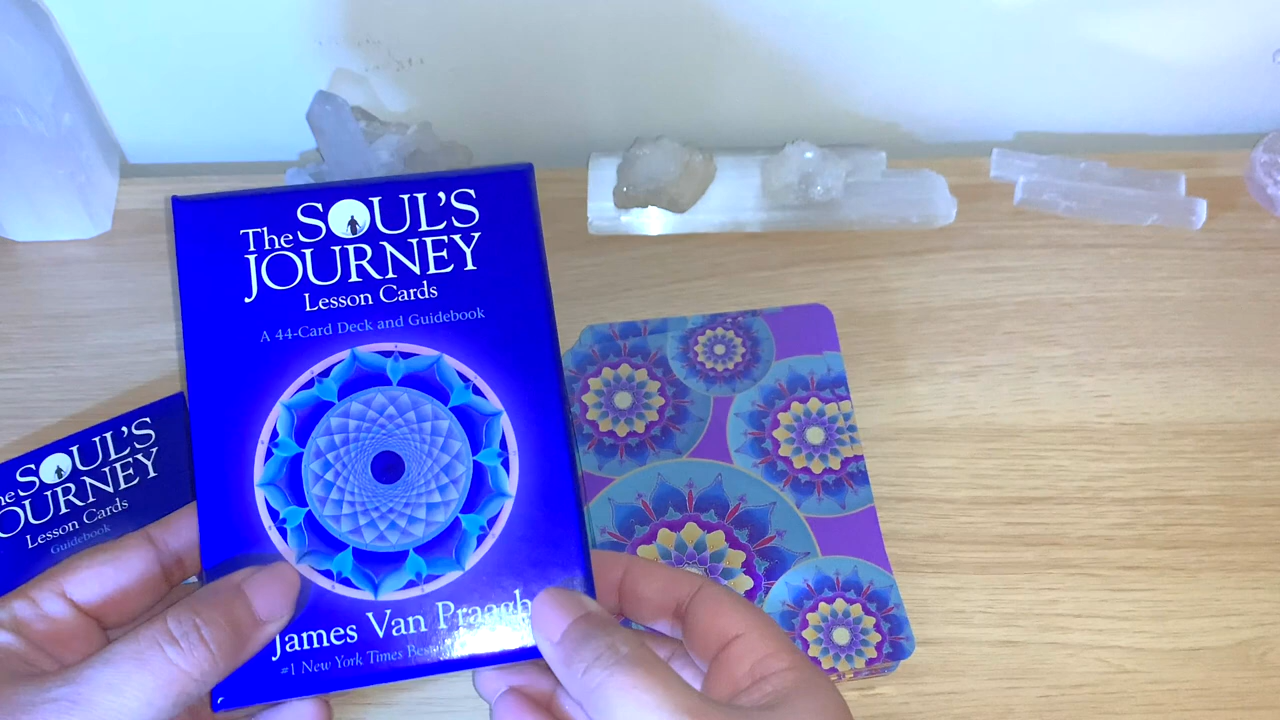 The SOUL'S
JOURNEY
Lesson Cards
A 44-Card Deck and Guidebook
James Van Praagh
#1 New York Times
SOUL'S
JOURNEY
Lesson Cards
Guidebook